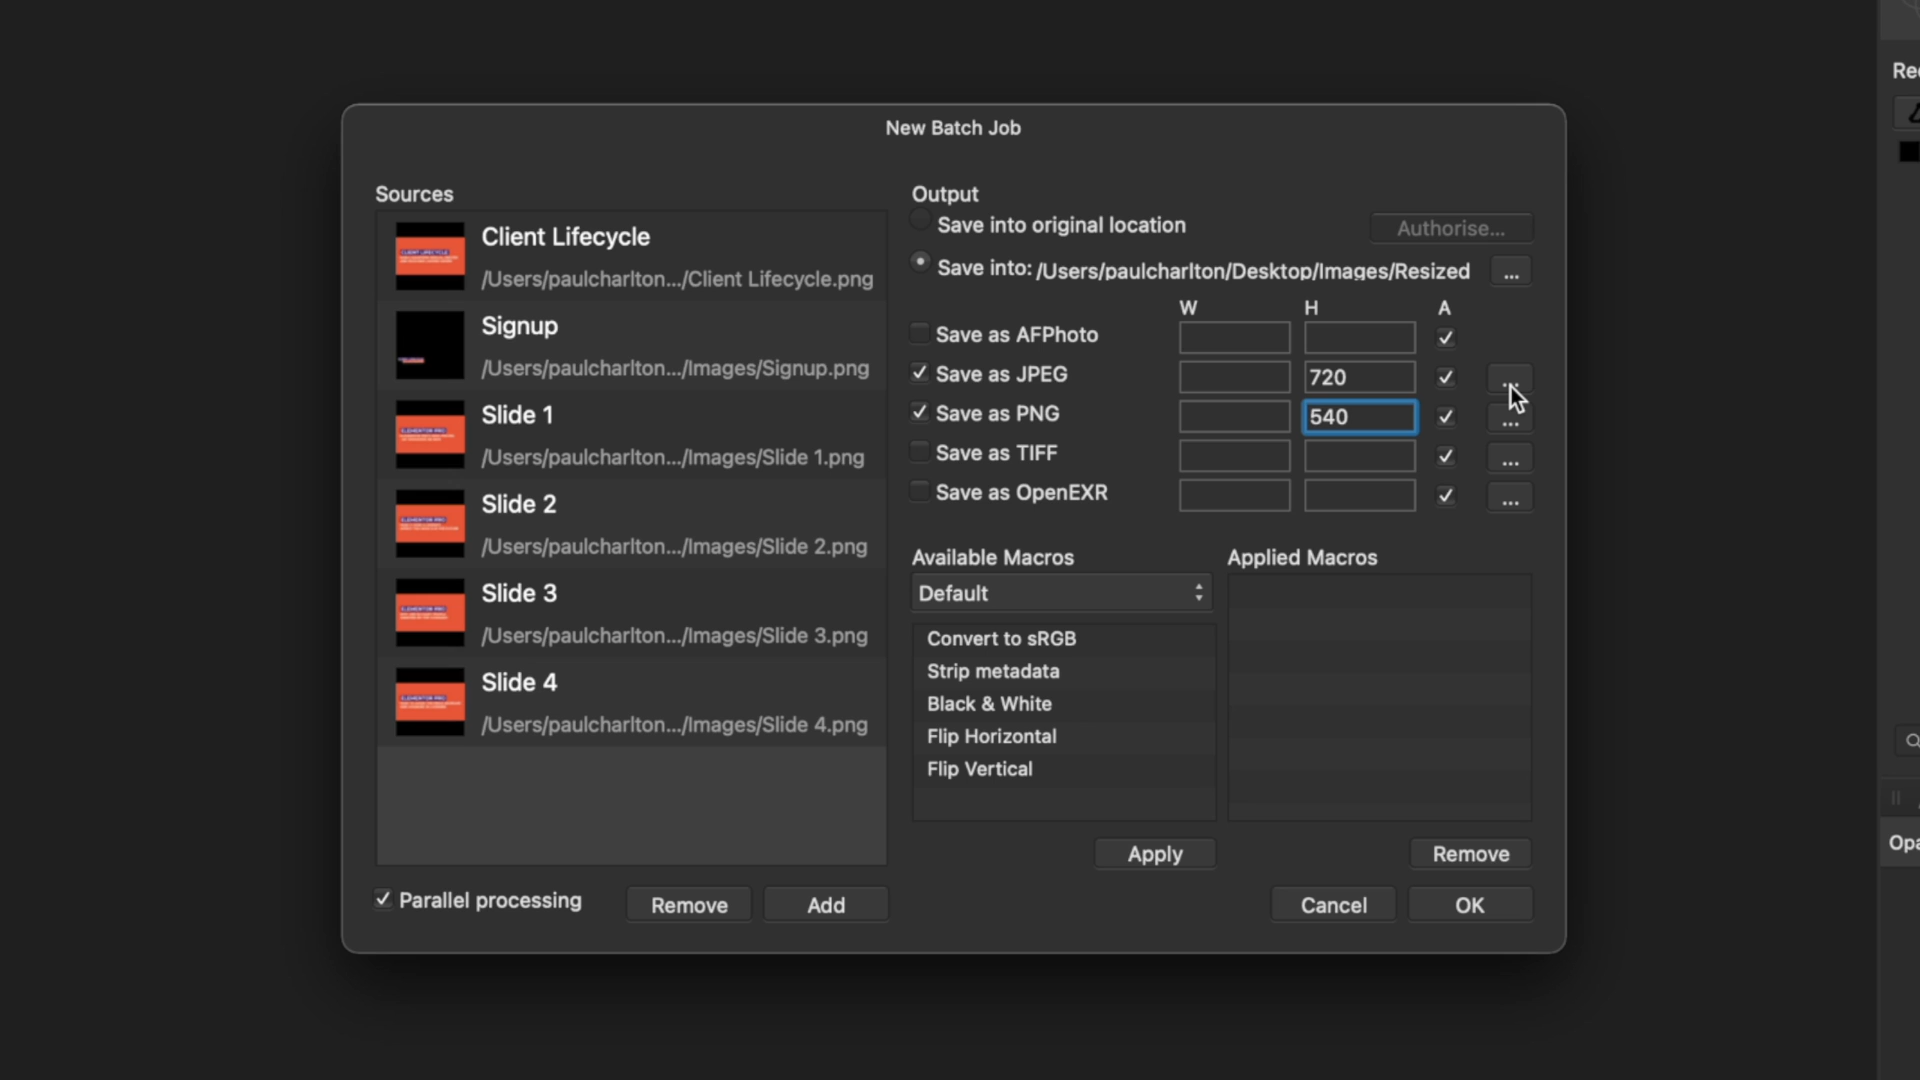 New Batch Job
Sources
Client Lifecycle
/Users/paulcharlton.../Client Lifecycle.png
Signup
/Users/paulcharlton.../Images/Signup.png
Slide 1
/Users/paulcharlton.../Images/Slide 1.png
Slide 2
/Users/paulcharlton.../Images/Slide 2.png
Slide 3
/Users/paulcharlton.../Images/Slide 3.png
Slide 4
/Users/paulcharlton.../Images/Slide 4.png
Parallel processing
Remove
Add
Output
Save into original location
Authorise...
Save into: /Users/paulcharlton/Desktop/Images/Resized
...
W H A
Save as AFPhoto
Save as JPEG 720 ...
Save as PNG 540 ...
Save as TIFF ...
Save as OpenEXR ...
Available Macros
Default
Convert to sRGB
Strip metadata
Black & White
Flip Horizontal
Flip Vertical
Apply
Applied Macros
Remove
Cancel
OK
Rec
Opa